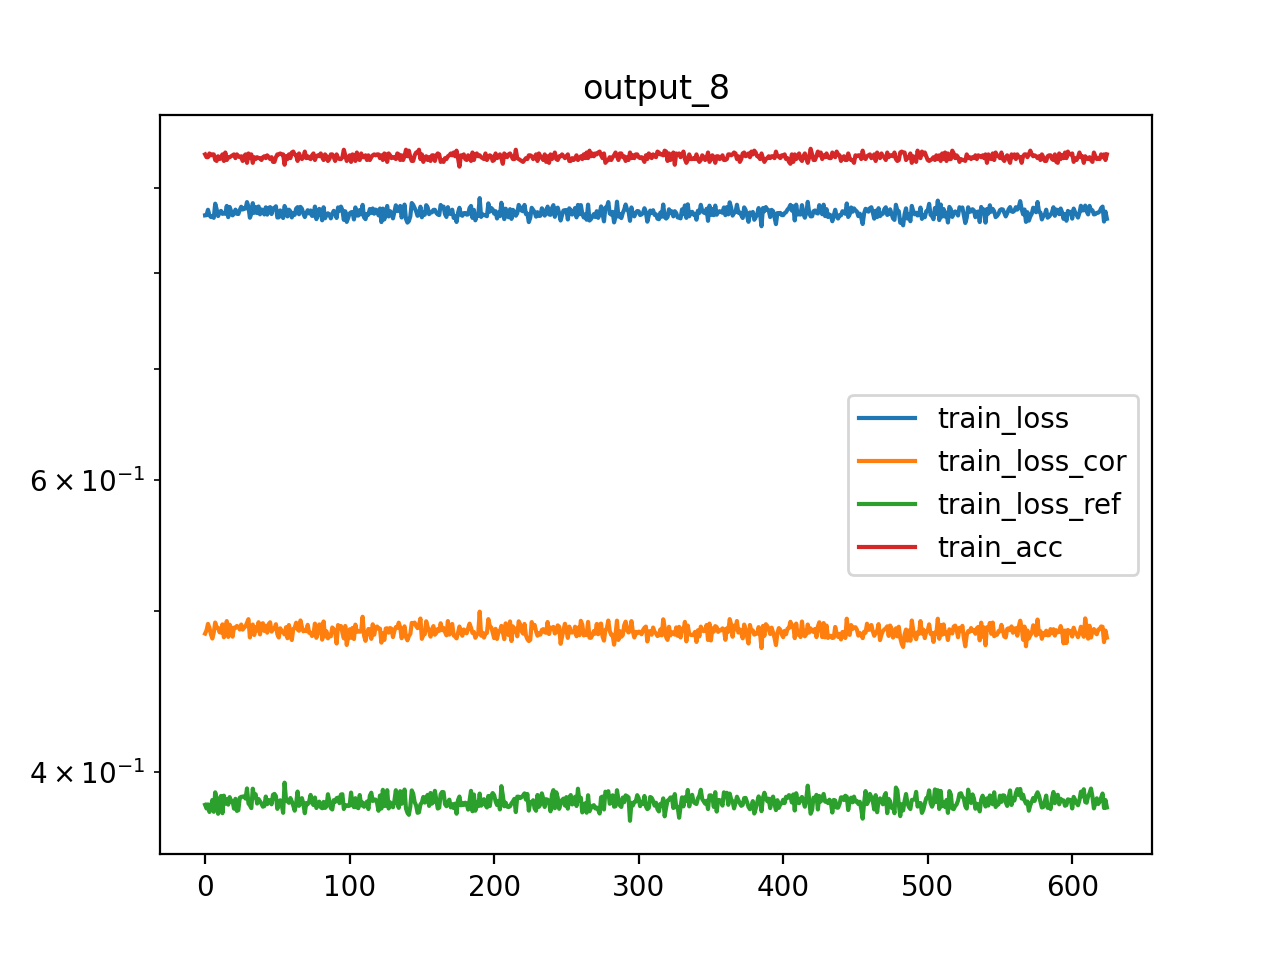 output_8
6 × 10⁻¹
4 × 10⁻¹
train_loss
train_loss_cor
train_loss_ref
train_acc
0 100 200 300 400 500 600